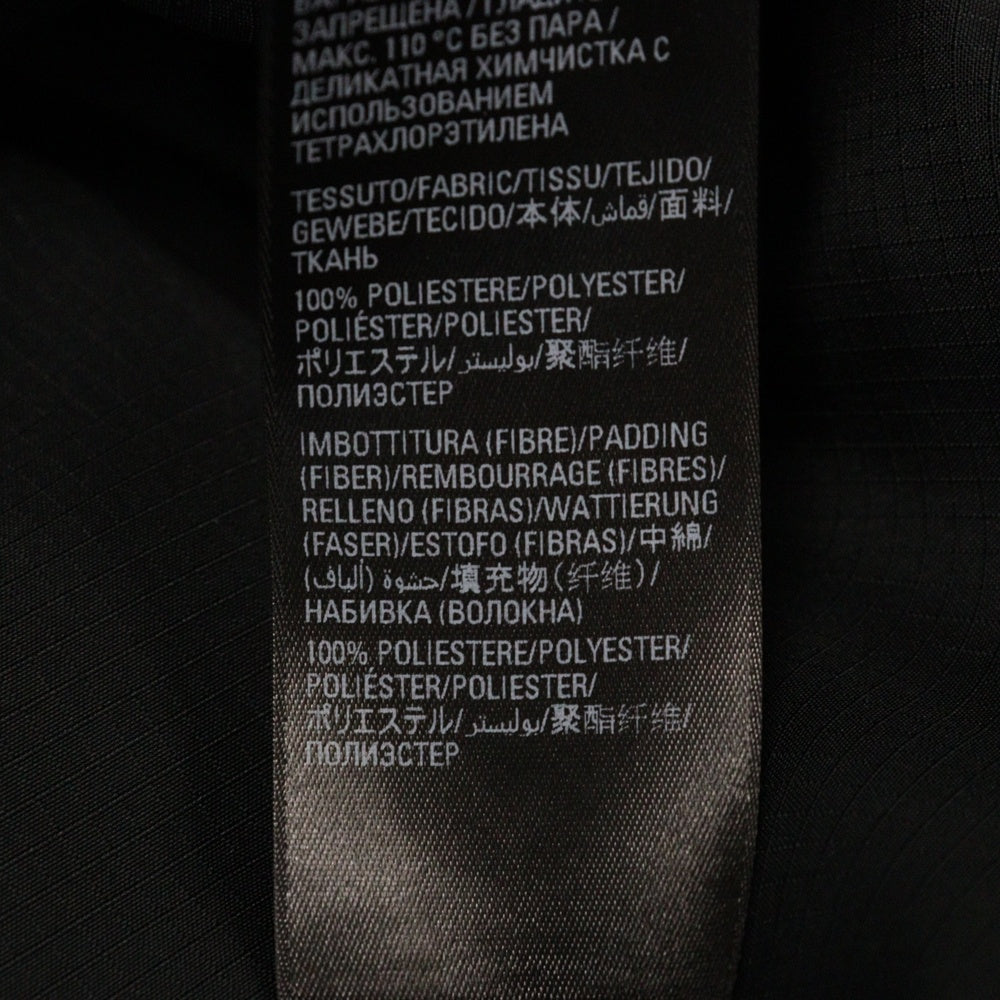 ЗАПРЕЩЕНА /
МАКС. 110 °C БЕЗ ПАРА /
ДЕЛИКАТНАЯ ХИМЧИСТКА С
ИСПОЛЬЗОВАНИЕМ
ТЕТРАХЛОРЭТИЛЕНА
TESSUTO/FABRIC/TISSU/TEJIDO/
GEWEBE/TECIDO/本体/قماش/面料/
ТКАНЬ
100% POLIESTERE/POLYESTER/
POLIÉSTER/POLIESTER/
ポリエステル/بوليستر/聚酯纤维/
ПОЛИЭСТЕР
IMBOTTITURA (FIBRE)/PADDING
(FIBER)/REMBOURRAGE (FIBRES)/
RELLENO (FIBRAS)/WATTIERUNG
(FASER)/ESTOFO (FIBRAS)/中綿/
حشوة (ألياف)/填充物(纤维)/
НАБИВКА (ВОЛОКНА)
100% POLIESTERE/POLYESTER/
POLIÉSTER/POLIESTER/
ポリエステル/بوليستر/聚酯纤维/
ПОЛИЭСТЕР